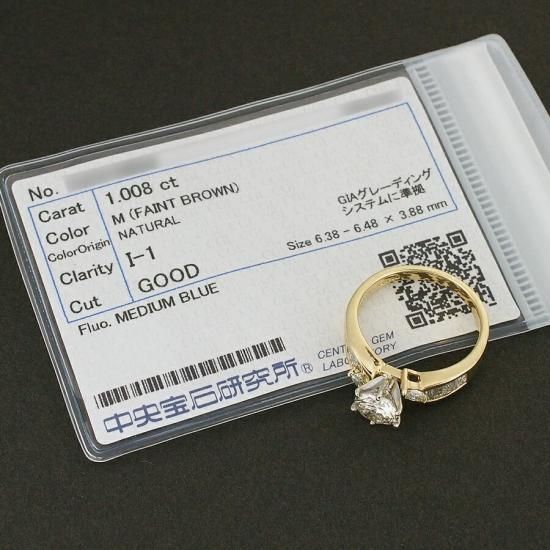 No.
Carat 1.008 ct
Color M (FAINT BROWN)
ColorOrigin NATURAL
Clarity I-1
Cut GOOD
Fluo. MEDIUM BLUE
GIAグレーディング
システムに準拠
Size 6.38 - 6.48 × 3.88 mm
中央宝石研究所
GEM